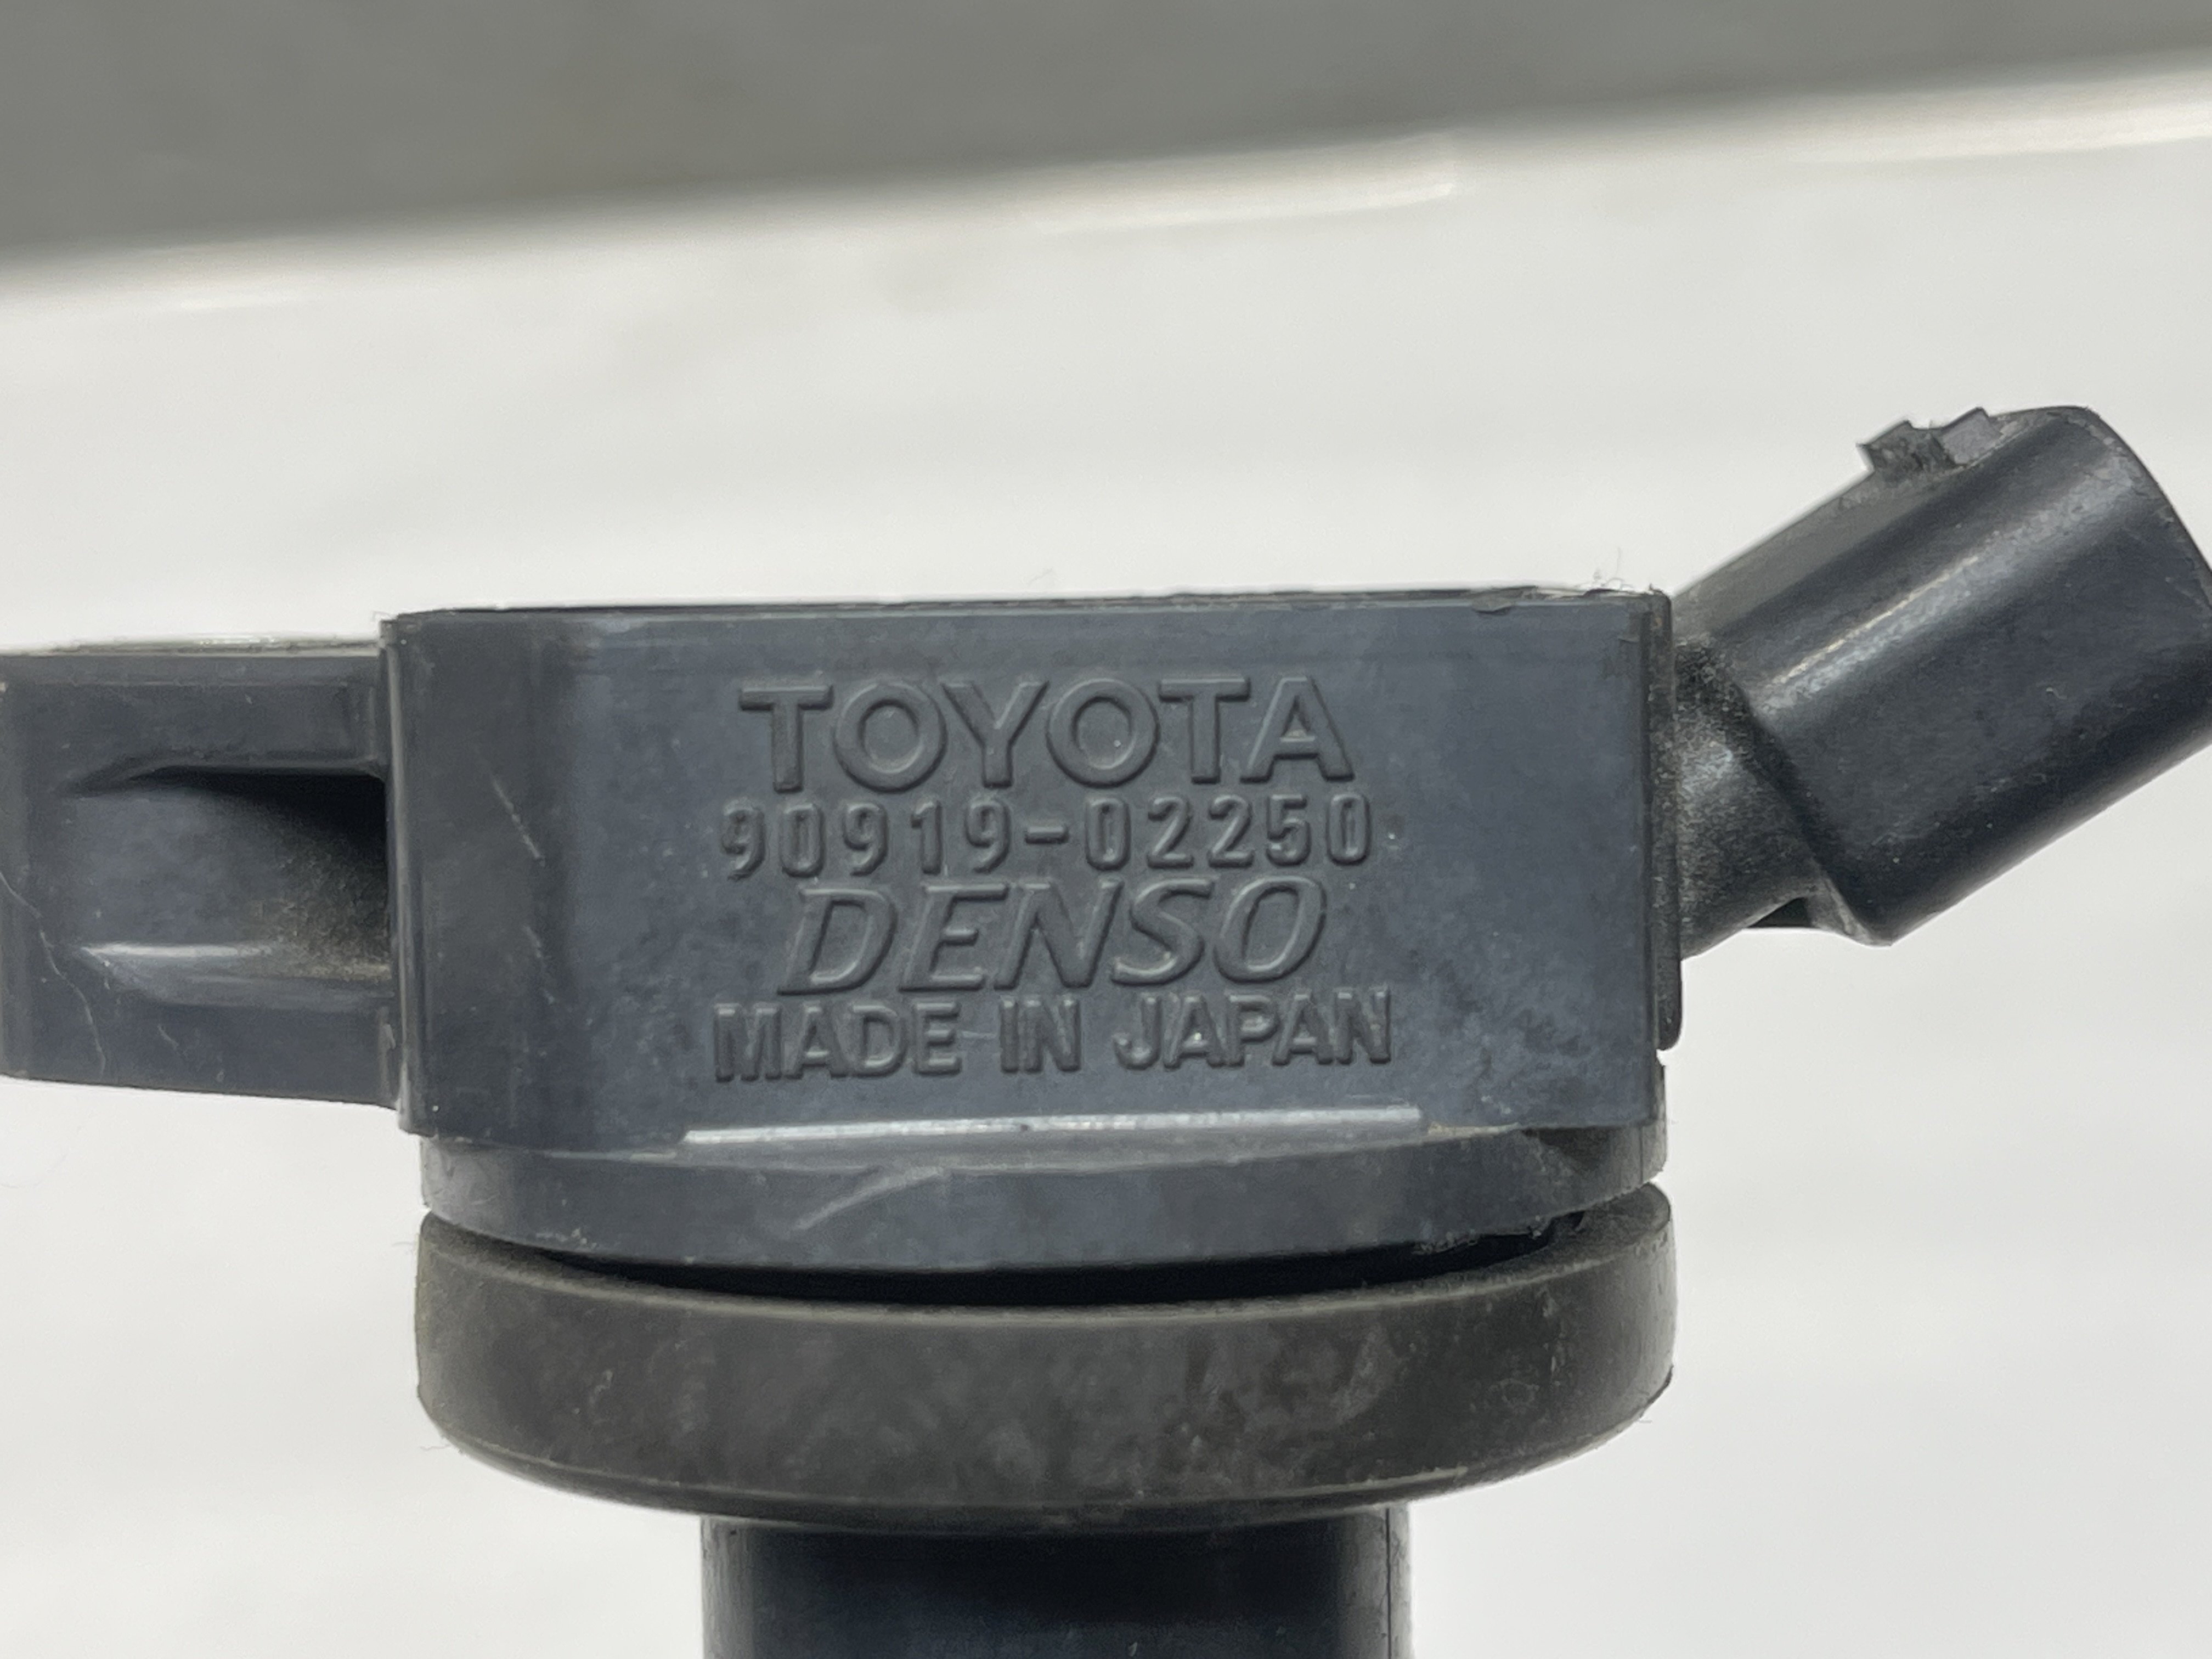 TOYOTA
90919-02250
DENSO
MADE IN JAPAN